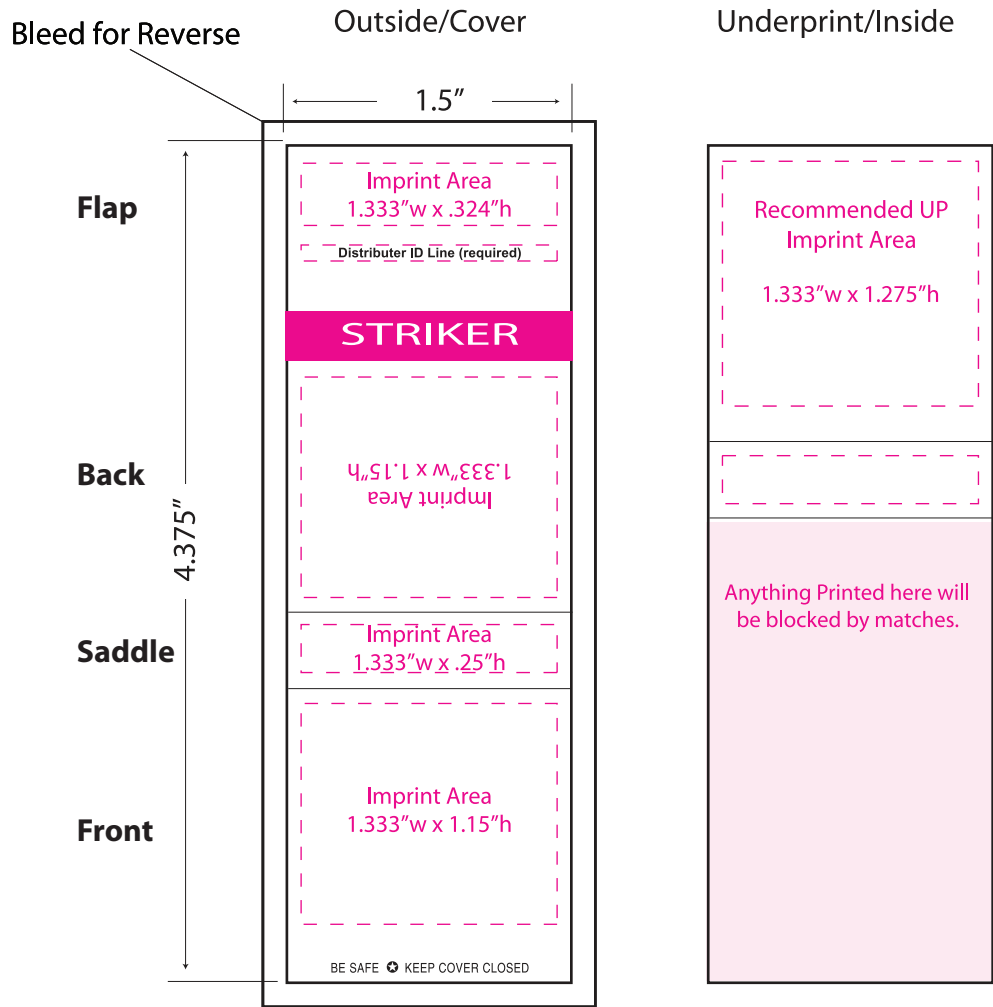 Outside/Cover
Underprint/Inside
Bleed for Reverse
1.5”
Flap
Imprint Area
1.333”w x .324”h
Distributer ID Line (required)
STRIKER
Back
Imprint Area
1.333”w x 1.15”h
4.375”
Saddle
Imprint Area
1.333”w x .25”h
Front
Imprint Area
1.333”w x 1.15”h
BE SAFE ✪ KEEP COVER CLOSED
Recommended UP
Imprint Area
1.333”w x 1.275”h
Anything Printed here will
be blocked by matches.